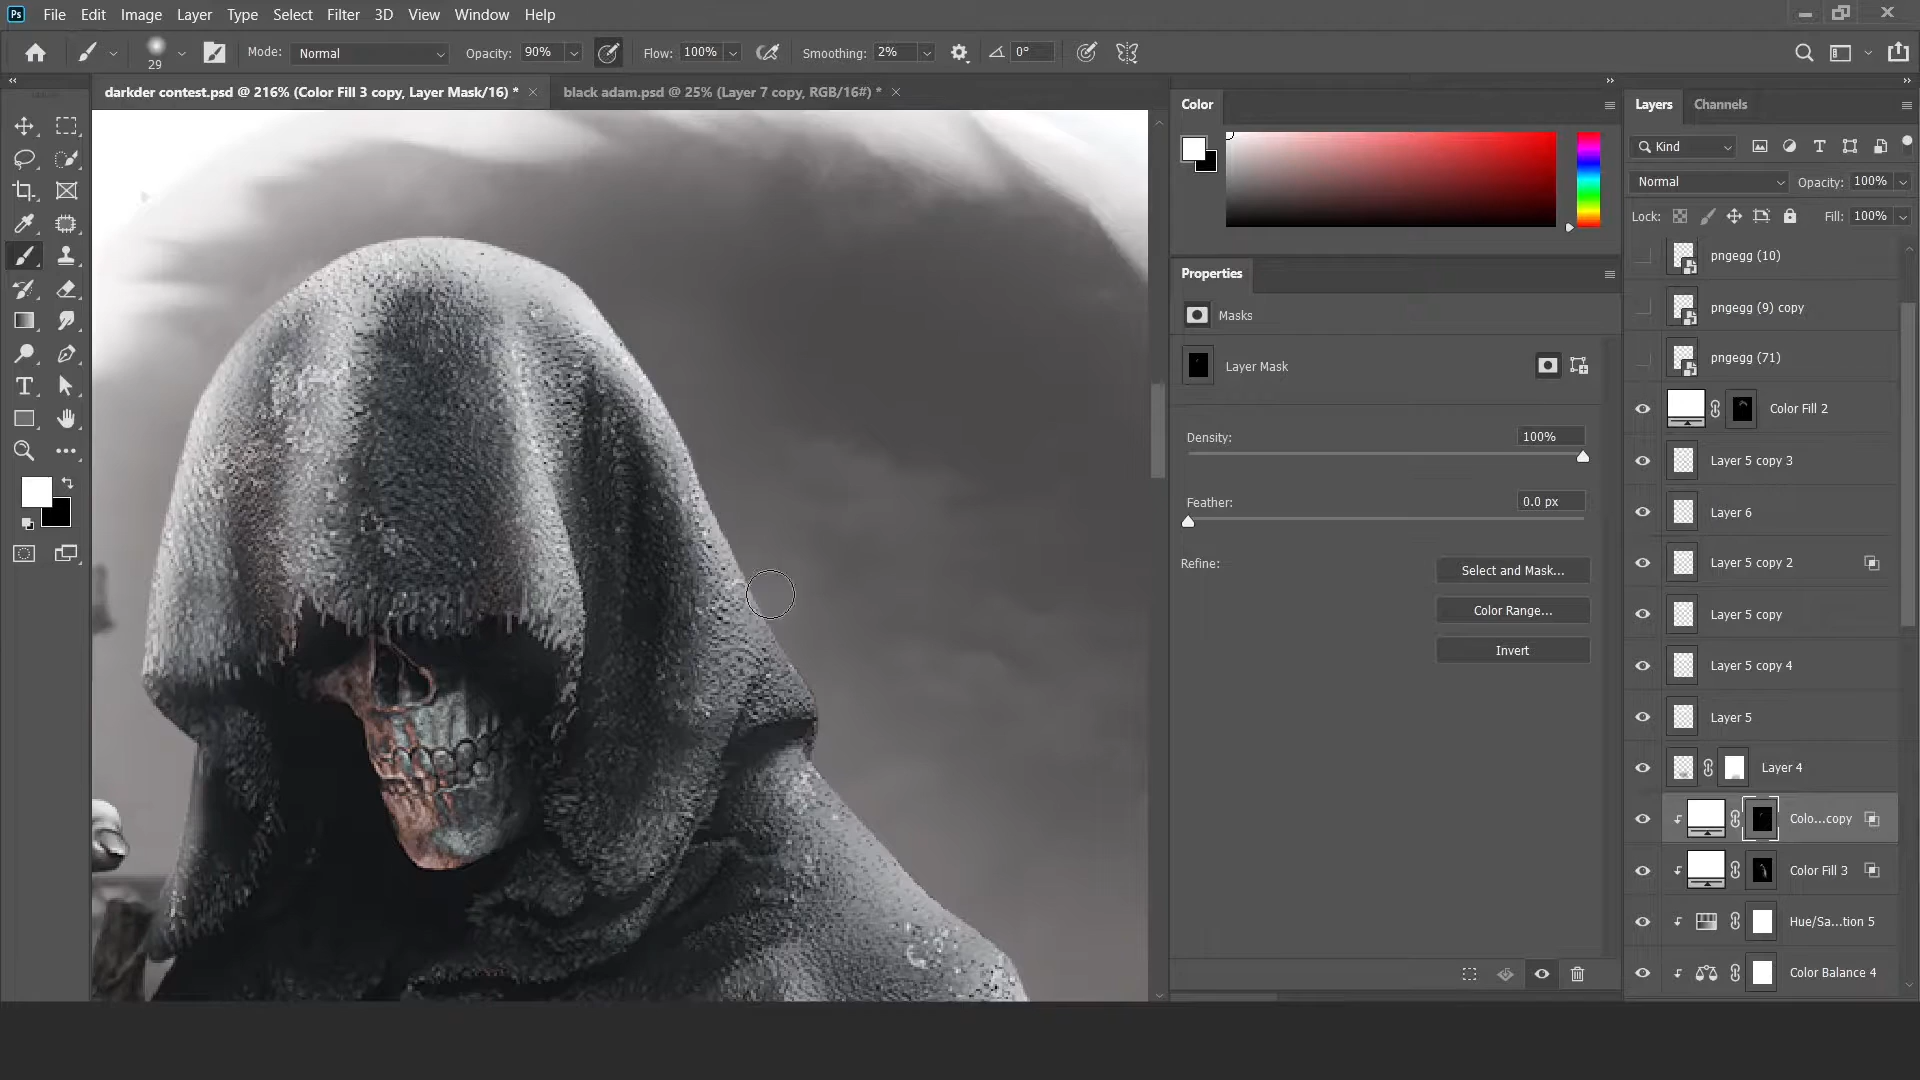 Ps File Edit Image Layer Type Select Filter 3D View Window Help
29 Mode: Normal Opacity: 90% Flow: 100% Smoothing: 2% 0°
darkder contest.psd @ 216% (Color Fill 3 copy, Layer Mask/16) *
black adam.psd @ 25% (Layer 7 copy, RGB/16#) *
Color
Properties
Masks
Layer Mask
Density: 100%
Feather: 0.0 px
Refine:
Select and Mask...
Color Range...
Invert
Layers Channels
Kind
Normal Opacity: 100%
Lock: Fill: 100%
pngegg (10)
pngegg (9) copy
pngegg (71)
Color Fill 2
Layer 5 copy 3
Layer 6
Layer 5 copy 2
Layer 5 copy
Layer 5 copy 4
Layer 5
Layer 4
Colo...copy
Color Fill 3
Hue/Sa...tion 5
Color Balance 4